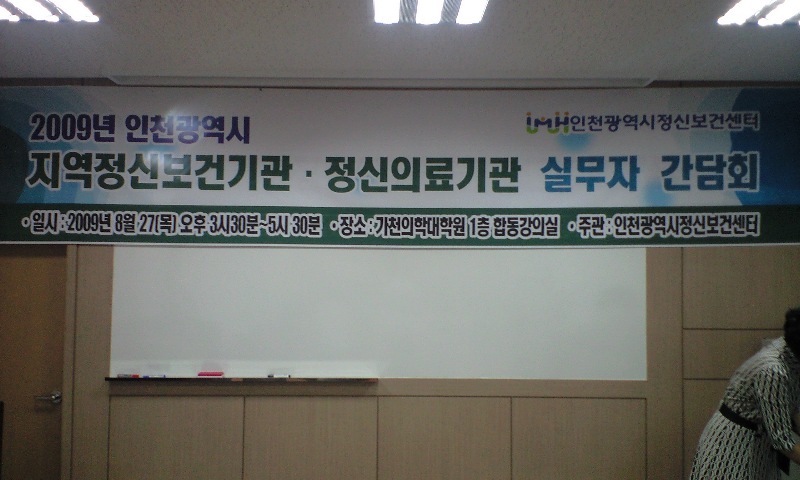 2009년 인천광역시
iMHH인천광역시정신보건센터
지역정신보건기관 · 정신의료기관 실무자 간담회
· 일시 : 2009년 8월 27(목) 오후 3시30분~5시 30분 · 장소 : 가천의학대학원 1층 합동강의실 · 주관 : 인천광역시정신보건센터